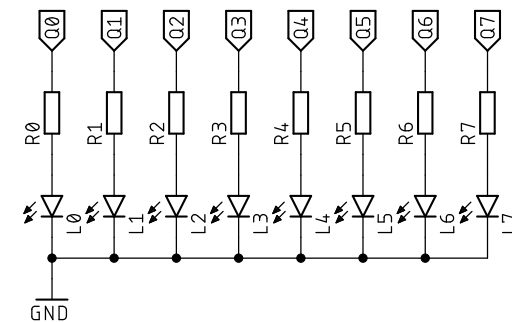 Q0 Q1 Q2 Q3 Q4 Q5 Q6 Q7
R0 R1 R2 R3 R4 R5 R6 R7
L0 L1 L2 L3 L4 L5 L6 L7
GND